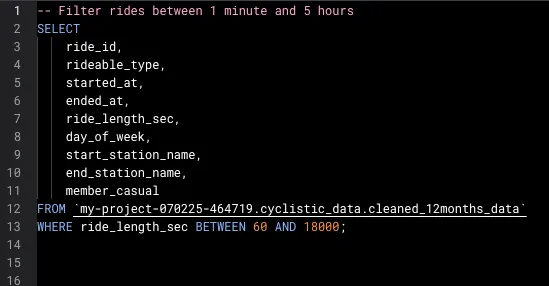 1 -- Filter rides between 1 minute and 5 hours
2 SELECT
3 ride_id,
4 rideable_type,
5 started_at,
6 ended_at,
7 ride_length_sec,
8 day_of_week,
9 start_station_name,
10 end_station_name,
11 member_casual
12 FROM `my-project-070225-464719.cyclistic_data.cleaned_12months_data`
13 WHERE ride_length_sec BETWEEN 60 AND 18000;
14
15
16